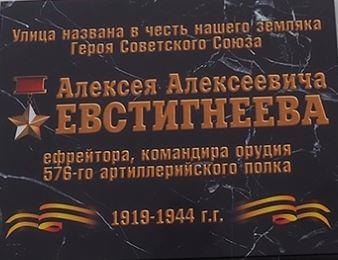 Улица названа в честь нашего земляка
Героя Советского Союза
Алексея Алексеевича
ЕВСТИГНЕЕВА
ефрейтора, командира орудия
576-го артиллерийского полка
1919-1944 г.г.